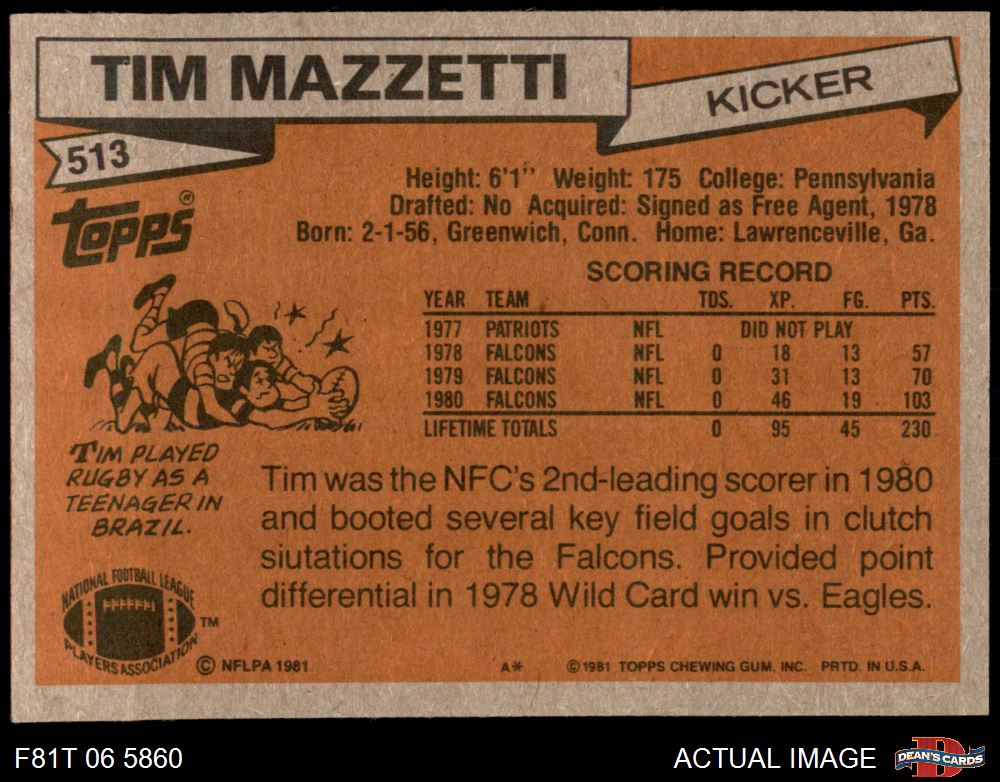 TIM MAZZETTI
KICKER
513
topps®
Height: 6'1" Weight: 175 College: Pennsylvania
Drafted: No Acquired: Signed as Free Agent, 1978
Born: 2-1-56, Greenwich, Conn. Home: Lawrenceville, Ga.
SCORING RECORD
YEAR TEAM TDS. XP. FG. PTS.
1977 PATRIOTS NFL DID NOT PLAY
1978 FALCONS NFL 0 18 13 57
1979 FALCONS NFL 0 31 13 70
1980 FALCONS NFL 0 46 19 103
LIFETIME TOTALS 0 95 45 230
TIM PLAYED
RUGBY AS A
TEENAGER IN
BRAZIL.
Tim was the NFC's 2nd-leading scorer in 1980
and booted several key field goals in clutch
siutations for the Falcons. Provided point
differential in 1978 Wild Card win vs. Eagles.
NATIONAL FOOTBALL LEAGUE
PLAYERS ASSOCIATION
TM
© NFLPA 1981
A*
© 1981 TOPPS CHEWING GUM, INC. PRTD. IN U.S.A.
F81T 06 5860
ACTUAL IMAGE
D
DEAN'S CARDS